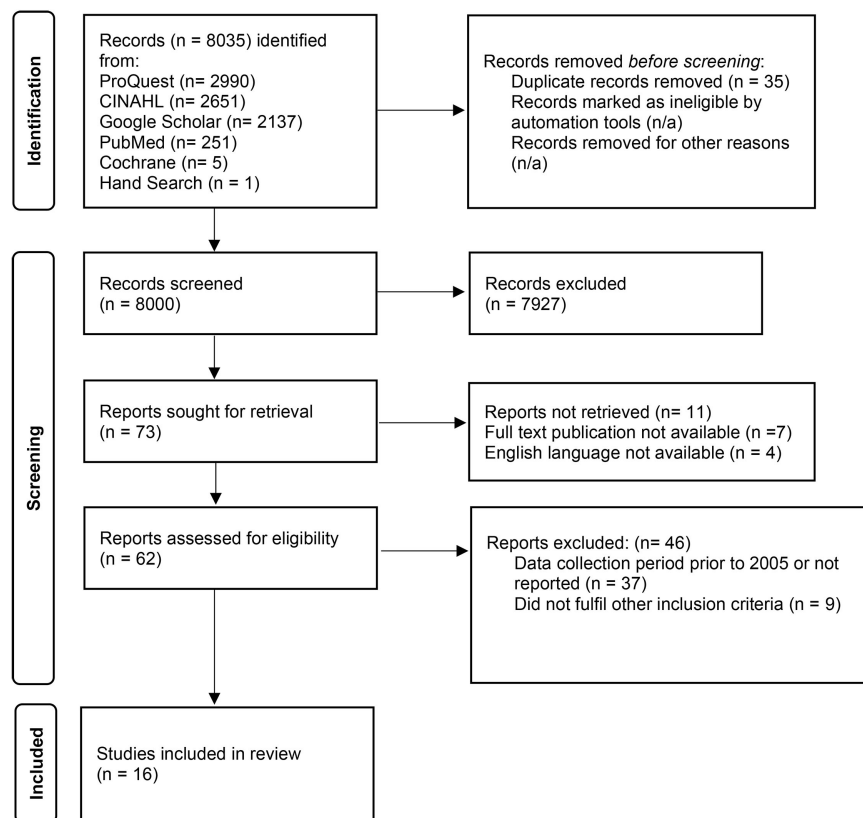 Identification
Records (n = 8035) identified
from:
ProQuest (n= 2990)
CINAHL (n= 2651)
Google Scholar (n= 2137)
PubMed (n= 251)
Cochrane (n= 5)
Hand Search (n = 1)
Records removed before screening:
Duplicate records removed (n = 35)
Records marked as ineligible by
automation tools (n/a)
Records removed for other reasons
(n/a)
Screening
Records screened
(n = 8000)
Records excluded
(n = 7927)
Reports sought for retrieval
(n = 73)
Reports not retrieved (n= 11)
Full text publication not available (n =7)
English language not available (n = 4)
Reports assessed for eligibility
(n = 62)
Reports excluded: (n= 46)
Data collection period prior to 2005 or not
reported (n = 37)
Did not fulfil other inclusion criteria (n = 9)
Included
Studies included in review
(n = 16)